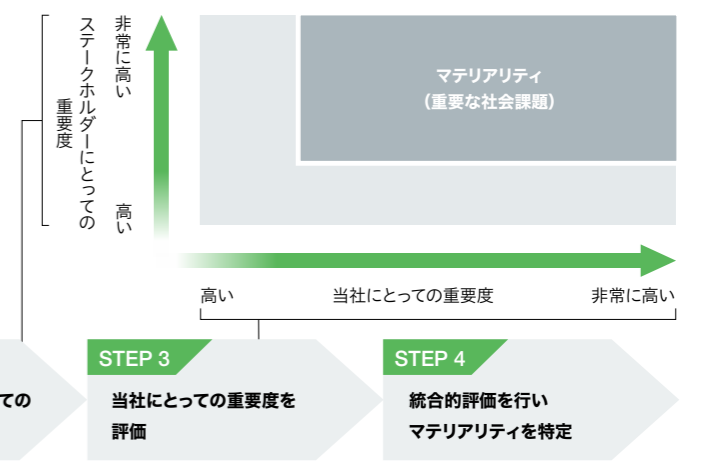 非常に高い
ステークホルダーにとっての
重要度
高い
マテリアリティ
（重要な社会課題）
高い
当社にとっての重要度
非常に高い
ての
STEP 3
当社にとっての重要度を
評価
STEP 4
統合的評価を行い
マテリアリティを特定